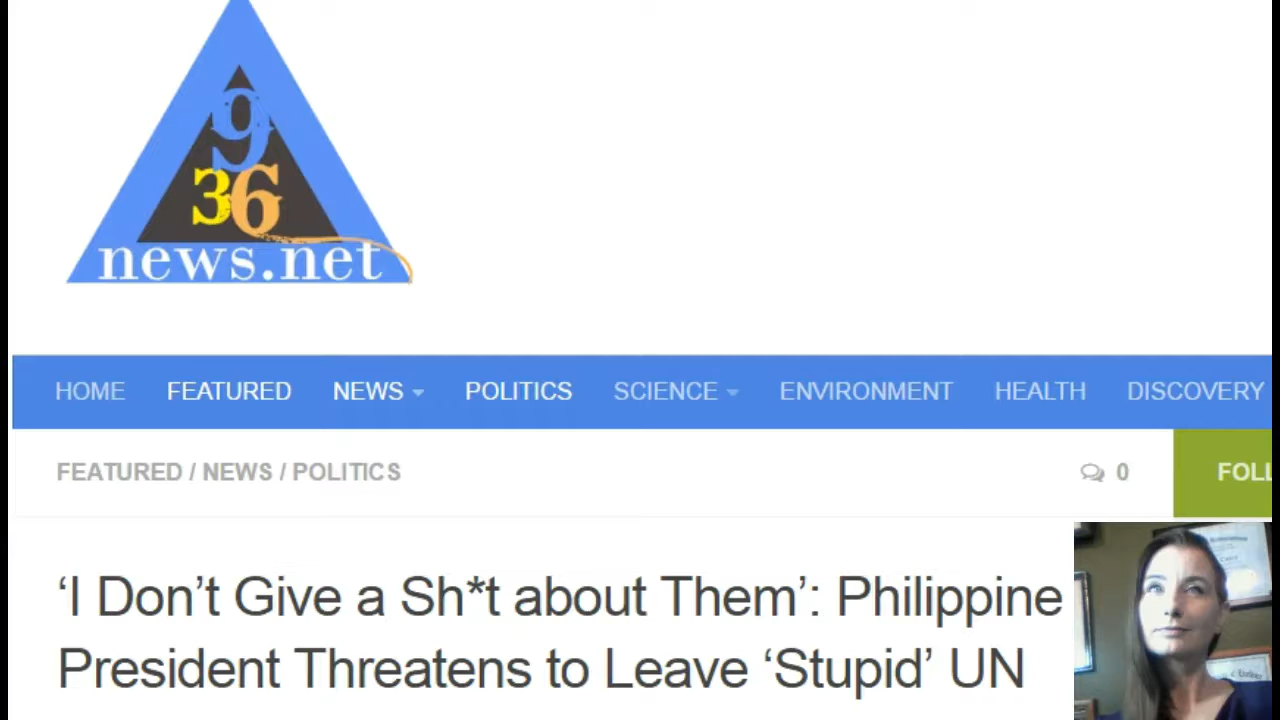 9
36
news.net
HOME FEATURED NEWS POLITICS SCIENCE ENVIRONMENT HEALTH DISCOVERY
FEATURED / NEWS / POLITICS 0 FOLL
‘I Don’t Give a Sh*t about Them’: Philippine
President Threatens to Leave ‘Stupid’ UN